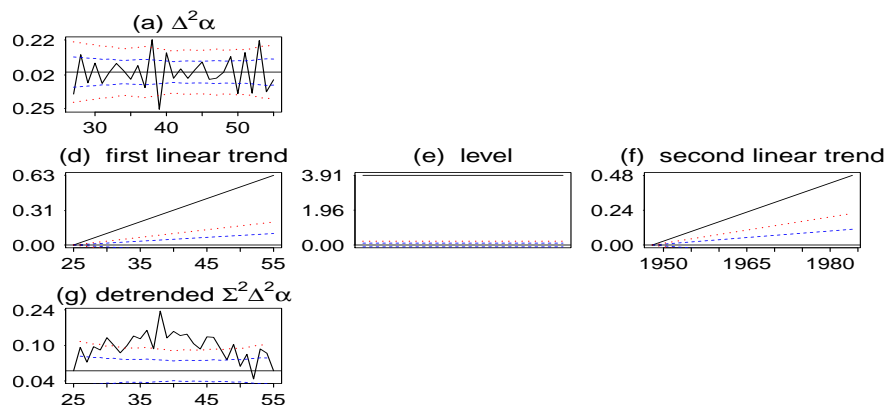 (a) Δ²α
0.22
0.02
0.25
30 40 50
(d) first linear trend
0.63
0.31
0.00
25 35 45 55
(e) level
3.91
1.96
0.00
(f) second linear trend
0.48
0.24
0.00
1950 1965 1980
(g) detrended Σ²Δ²α
0.24
0.10
0.04
25 35 45 55